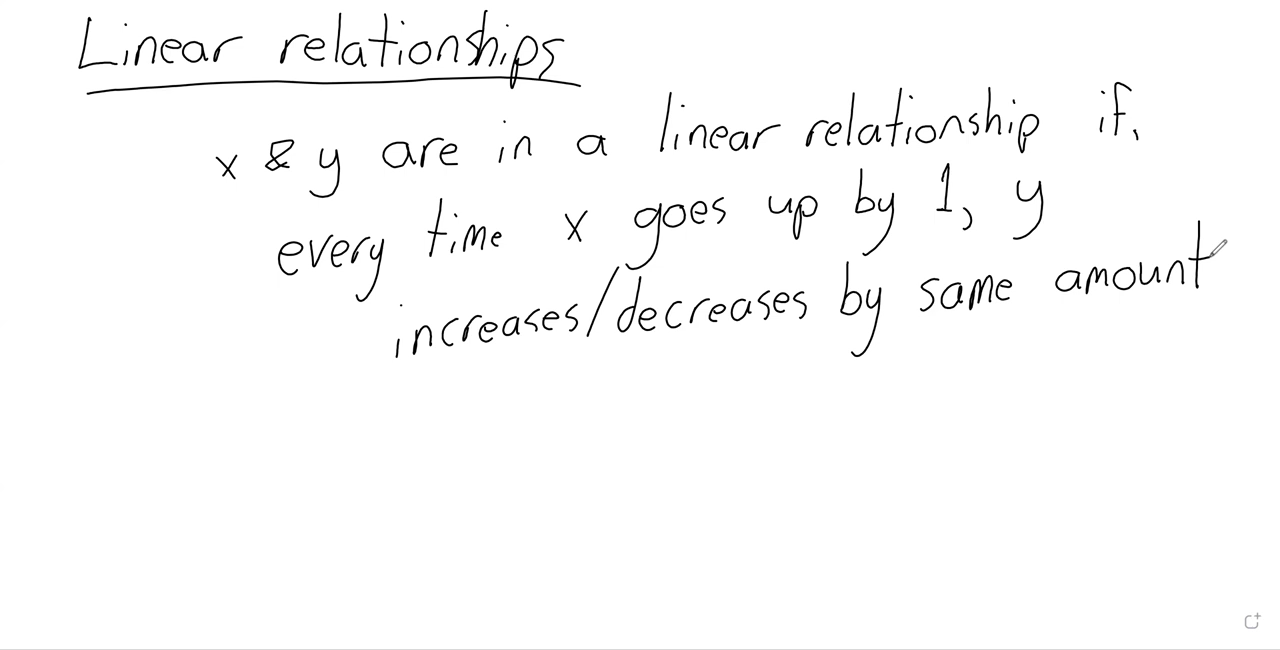 Linear relationships
x & y are in a linear relationship if,
every time x goes up by 1, y
increases/decreases by same amount